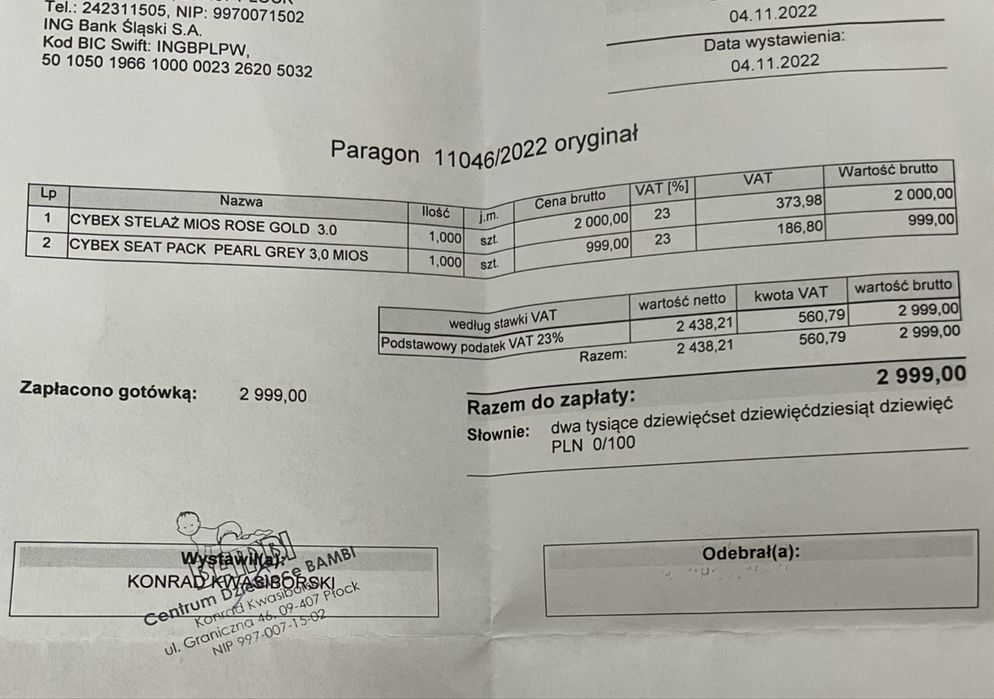 Tel.: 242311505, NIP: 9970071502
ING Bank Śląski S.A.
Kod BIC Swift: INGBPLPW,
50 1050 1966 1000 0023 2620 5032
04.11.2022
Data wystawienia:
04.11.2022
Paragon 11046/2022 oryginał
Lp Nazwa Ilość j.m. Cena brutto VAT [%] VAT Wartość brutto
1 CYBEX STELAŻ MIOS ROSE GOLD 3.0 1,000 szt. 2 000,00 23 373,98 2 000,00
2 CYBEX SEAT PACK PEARL GREY 3,0 MIOS 1,000 szt. 999,00 23 186,80 999,00
według stawki VAT wartość netto kwota VAT wartość brutto
Podstawowy podatek VAT 23% 2 438,21 560,79 2 999,00
Razem: 2 438,21 560,79 2 999,00
Zapłacono gotówką: 2 999,00
Razem do zapłaty: 2 999,00
Słownie: dwa tysiące dziewięćset dziewięćdziesiąt dziewięć
PLN 0/100
Wystawił(a):
KONRAD KWASIBORSKI
BAMBI
Centrum Dziecięce BAMBI
Konrad Kwasiborski
ul. Graniczna 46, 09-407 Płock
NIP 997-007-15-02
Odebrał(a):